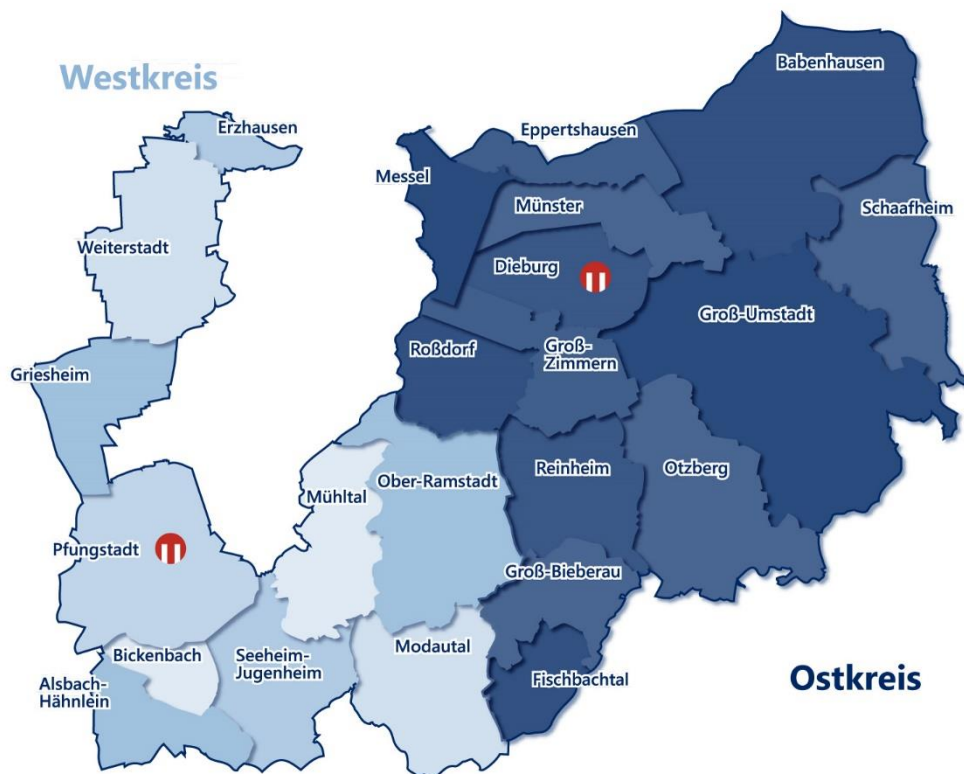 Westkreis
Babenhausen
Erzhausen
Eppertshausen
Messel
Münster
Schaafheim
Weiterstadt
Dieburg
Groß-Umstadt
Roßdorf
Groß-
Zimmern
Griesheim
Reinheim
Otzberg
Ober-Ramstadt
Mühltal
Pfungstadt
Groß-Bieberau
Modautal
Bickenbach
Seeheim-
Jugenheim
Fischbachtal
Ostkreis
Alsbach-
Hähnlein